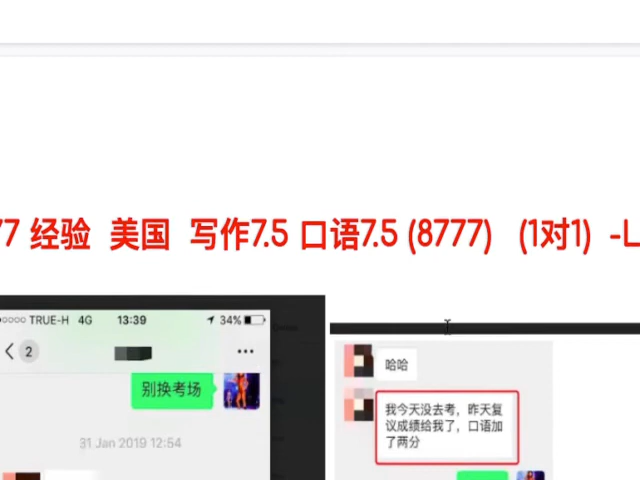 77 经验 美国 写作7.5 口语7.5 (8777) (1对1) -L
TRUE-H 4G 13:39 34%
2
别换考场
31 Jan 2019 12:54
哈哈
我今天没去考，昨天复
议成绩给我了，口语加
了两分